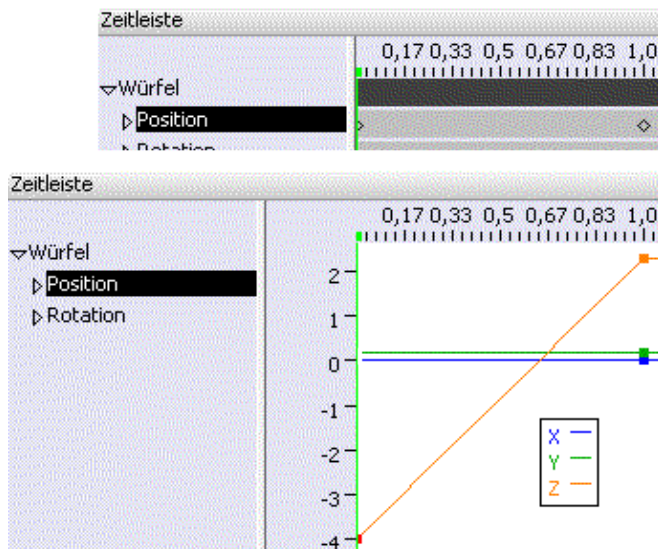 Zeitleiste
0,17 0,33 0,5 0,67 0,83 1,0
Würfel
Position
Rotation
Zeitleiste
0,17 0,33 0,5 0,67 0,83 1,0
Würfel
Position
Rotation
2
1
0
-1
-2
-3
-4
X
Y
Z